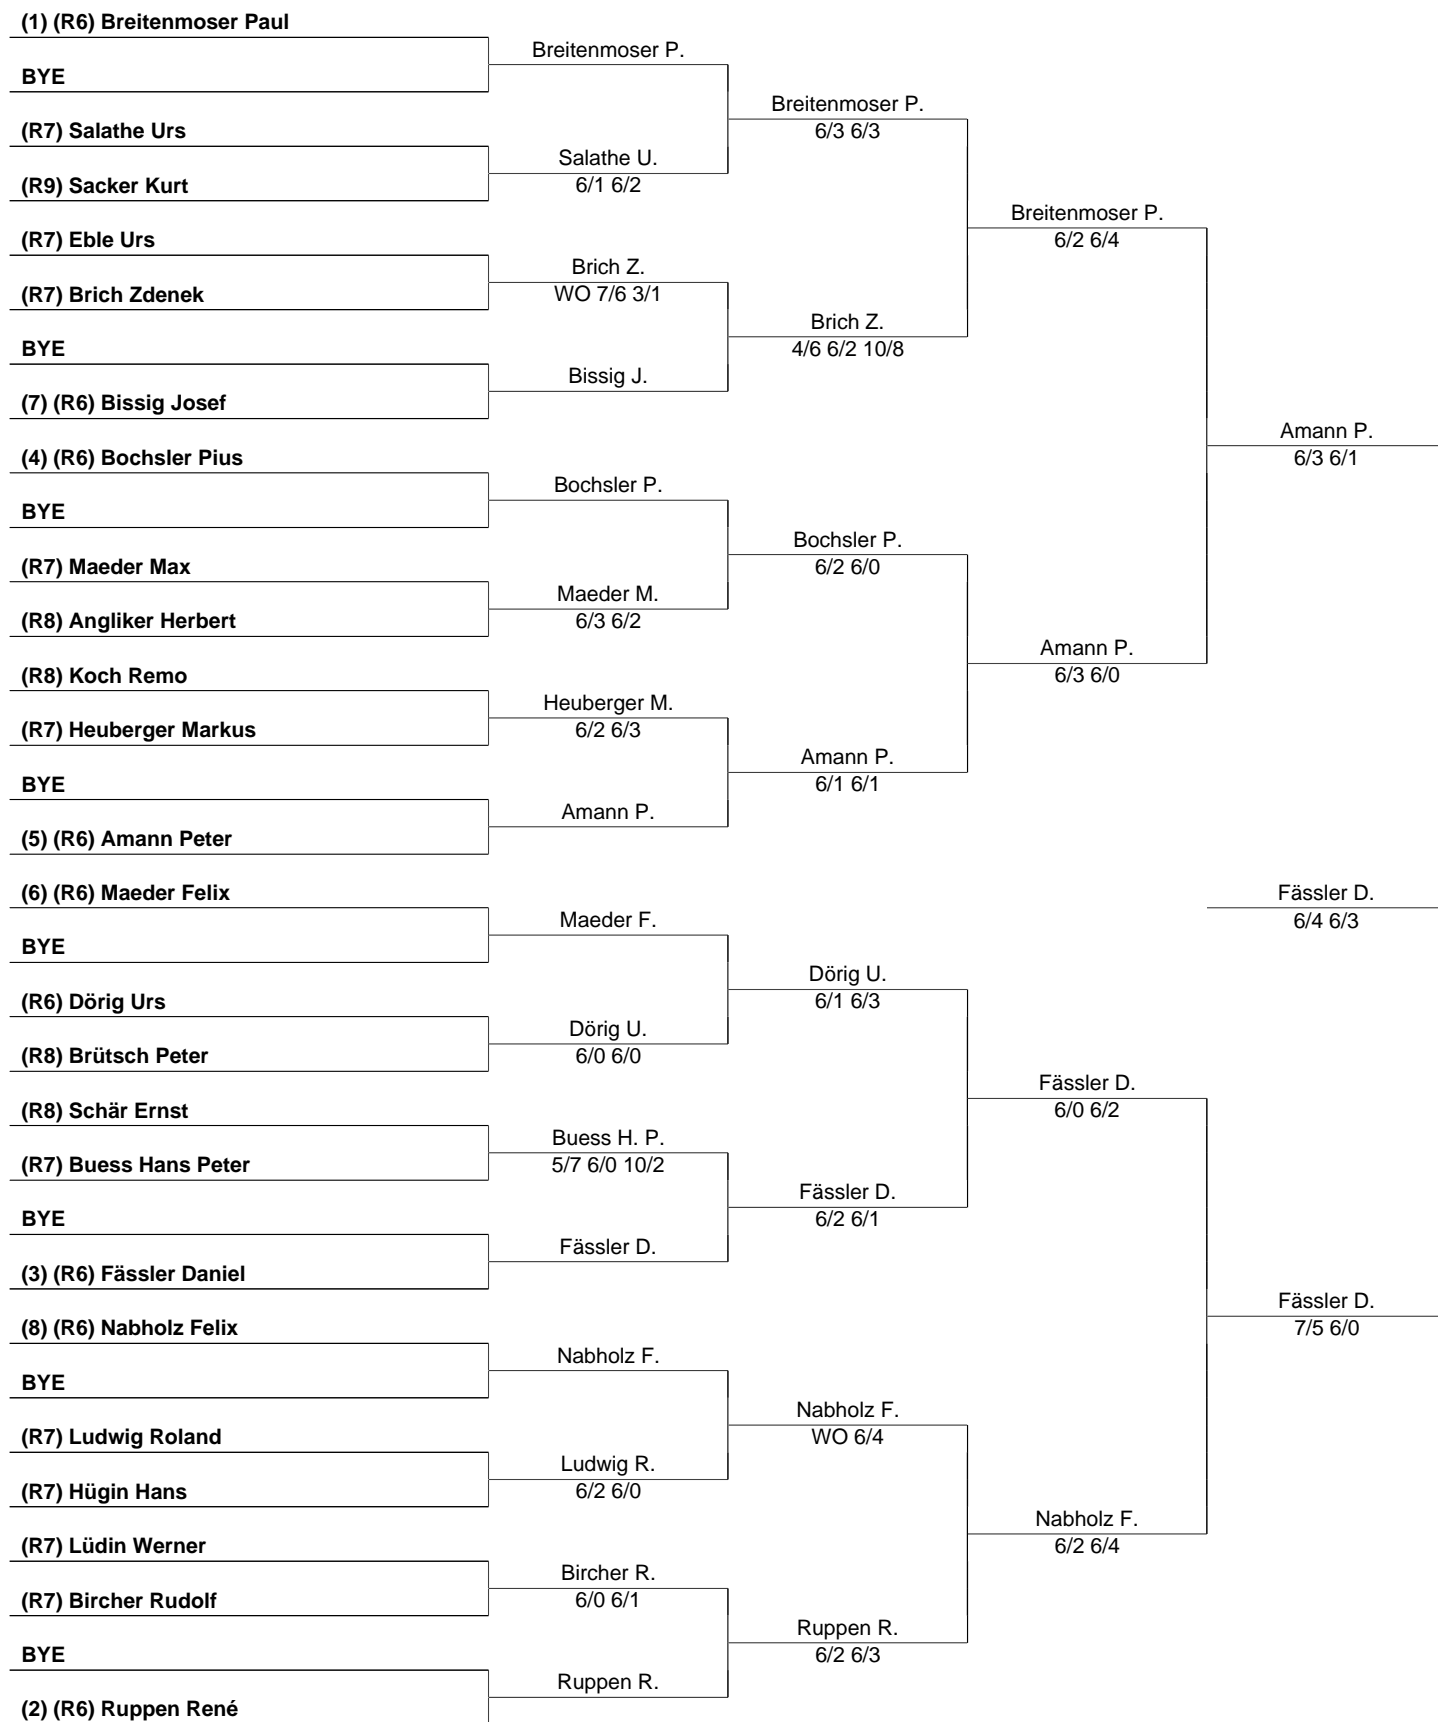 (1) (R6) Breitenmoser Paul
BYE
(R7) Salathe Urs
(R9) Sacker Kurt
(R7) Eble Urs
(R7) Brich Zdenek
BYE
(7) (R6) Bissig Josef
(4) (R6) Bochsler Pius
BYE
(R7) Maeder Max
(R8) Angliker Herbert
(R8) Koch Remo
(R7) Heuberger Markus
BYE
(5) (R6) Amann Peter
(6) (R6) Maeder Felix
BYE
(R6) Dörig Urs
(R8) Brütsch Peter
(R8) Schär Ernst
(R7) Buess Hans Peter
BYE
(3) (R6) Fässler Daniel
(8) (R6) Nabholz Felix
BYE
(R7) Ludwig Roland
(R7) Hügin Hans
(R7) Lüdin Werner
(R7) Bircher Rudolf
BYE
(2) (R6) Ruppen René
Breitenmoser P.
Salathe U.
6/1 6/2
Brich Z.
WO 7/6 3/1
Bissig J.
Bochsler P.
Maeder M.
6/3 6/2
Heuberger M.
6/2 6/3
Amann P.
Maeder F.
Dörig U.
6/0 6/0
Buess H. P.
5/7 6/0 10/2
Fässler D.
Nabholz F.
Ludwig R.
6/2 6/0
Bircher R.
6/0 6/1
Ruppen R.
Breitenmoser P.
6/3 6/3
Brich Z.
4/6 6/2 10/8
Bochsler P.
6/2 6/0
Amann P.
6/1 6/1
Dörig U.
6/1 6/3
Fässler D.
6/2 6/1
Nabholz F.
WO 6/4
Ruppen R.
6/2 6/3
Breitenmoser P.
6/2 6/4
Amann P.
6/3 6/0
Fässler D.
6/0 6/2
Nabholz F.
6/2 6/4
Amann P.
6/3 6/1
Fässler D.
6/4 6/3
Fässler D.
7/5 6/0